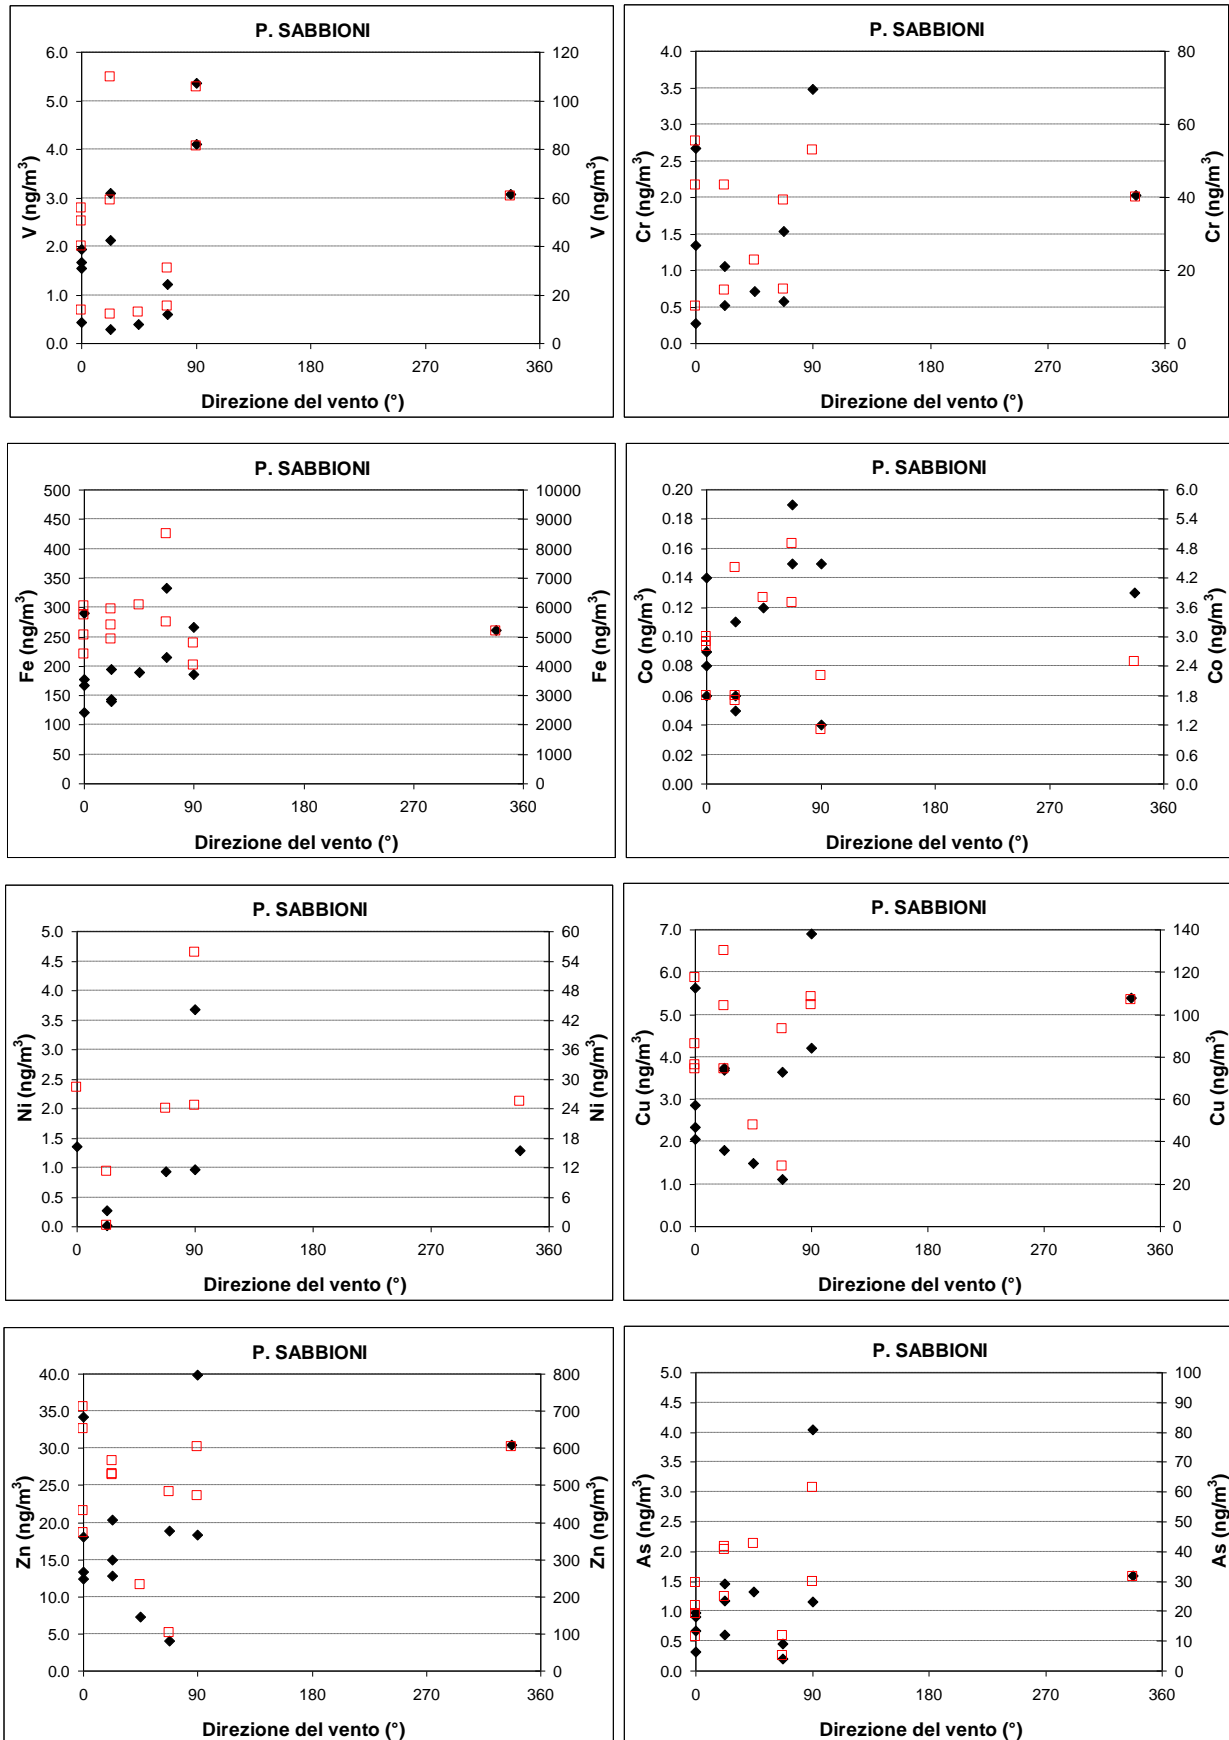 P. SABBIONI
6.0 5.0 4.0 3.0 2.0 1.0 0.0
V (ng/m³)
120 100 80 60 40 20 0
V (ng/m³)
0 90 180 270 360
Direzione del vento (°)
P. SABBIONI
4.0 3.5 3.0 2.5 2.0 1.5 1.0 0.5 0.0
Cr (ng/m³)
80 60 40 20 0
Cr (ng/m³)
0 90 180 270 360
Direzione del vento (°)
P. SABBIONI
500 450 400 350 300 250 200 150 100 50 0
Fe (ng/m³)
10000 9000 8000 7000 6000 5000 4000 3000 2000 1000 0
Fe (ng/m³)
0 90 180 270 360
Direzione del vento (°)
P. SABBIONI
0.20 0.18 0.16 0.14 0.12 0.10 0.08 0.06 0.04 0.02 0.00
Co (ng/m³)
6.0 5.4 4.8 4.2 3.6 3.0 2.4 1.8 1.2 0.6 0.0
Co (ng/m³)
0 90 180 270 360
Direzione del vento (°)
P. SABBIONI
5.0 4.5 4.0 3.5 3.0 2.5 2.0 1.5 1.0 0.5 0.0
Ni (ng/m³)
60 54 48 42 36 30 24 18 12 6 0
Ni (ng/m³)
0 90 180 270 360
Direzione del vento (°)
P. SABBIONI
7.0 6.0 5.0 4.0 3.0 2.0 1.0 0.0
Cu (ng/m³)
140 120 100 80 60 40 20 0
Cu (ng/m³)
0 90 180 270 360
Direzione del vento (°)
P. SABBIONI
40.0 35.0 30.0 25.0 20.0 15.0 10.0 5.0 0.0
Zn (ng/m³)
800 700 600 500 400 300 200 100 0
Zn (ng/m³)
0 90 180 270 360
Direzione del vento (°)
P. SABBIONI
5.0 4.5 4.0 3.5 3.0 2.5 2.0 1.5 1.0 0.5 0.0
As (ng/m³)
100 90 80 70 60 50 40 30 20 10 0
As (ng/m³)
0 90 180 270 360
Direzione del vento (°)